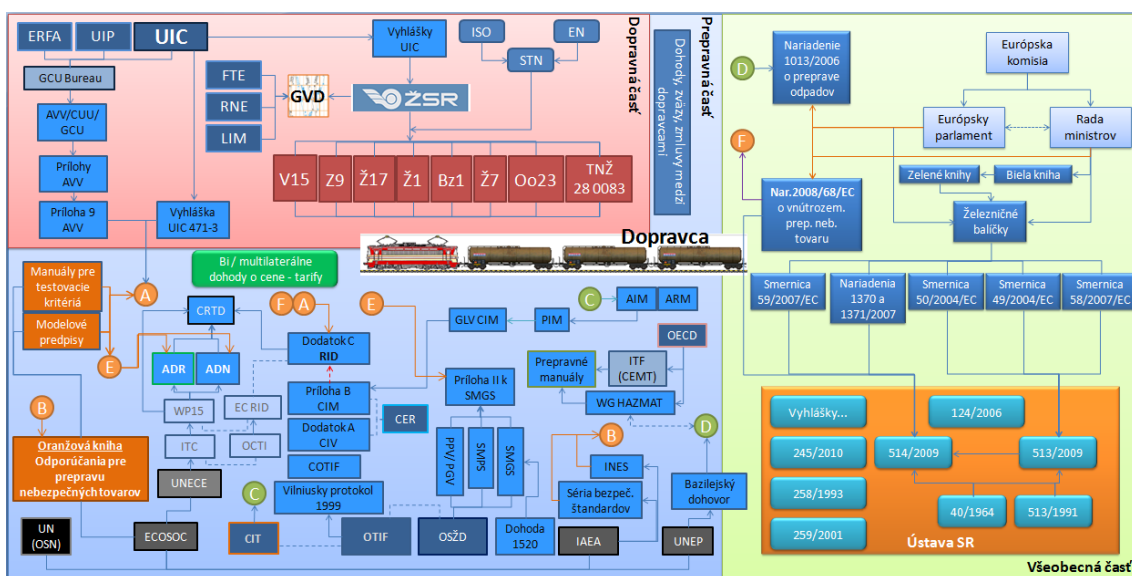 ERFA
UIP
UIC
GCU Bureau
AVV/CUU/
GCU
Prílohy
AVV
Príloha 9
AVV
Vyhláška
UIC 471-3
Vyhlášky
UIC
ISO
EN
STN
FTE
RNE
LIM
GVD
ŽSR
V15
Z9
Ž17
Ž1
Bz1
Ž7
Oo23
TNŽ
28 0083
Dopravná časť
Prepravná časť
Dohody, zväzy, zmluvy medzi
dopravcami
Dopravca
D
Nariadenie
1013/2006
o preprave
odpadov
Európska
komisia
Európsky
parlament
Rada
ministrov
F
Nar.2008/68/EC
o vnútrozem.
prep. neb.
tovaru
Zelené knihy
Biela kniha
Železničné
balíčky
Smernica
59/2007/EC
Nariadenia
1370 a
1371/2007
Smernica
50/2004/EC
Smernica
49/2004/EC
Smernica
58/2007/EC
Vyhlášky...
124/2006
245/2010
514/2009
513/2009
258/1993
40/1964
513/1991
259/2001
Ústava SR
Všeobecná časť
Manuály pre
testovacie
kritériá
Modelové
predpisy
A
E
B
Oranžová kniha
Odporúčania pre
prepravu
nebezpečných tovarov
UN
(OSN)
ECOSOC
UNECE
ITC
WP15
EC RID
OCTI
ADR
ADN
CRTD
Bi / multilaterálne
dohody o cene - tarify
F
A
Dodatok C
RID
Príloha B
CIM
Dodatok A
CIV
COTIF
Vilniusky protokol
1999
CER
C
CIT
OTIF
E
GLV CIM
PIM
C
AIM
ARM
OECD
Príloha II k
SMGS
Prepravné
manuály
ITF
(CEMT)
WG HAZMAT
PPV/PGV
SMPS
SMGS
OSŽD
Dohoda
1520
B
INES
Séria bezpeč.
štandardov
IAEA
D
Bazilejský
dohovor
UNEP